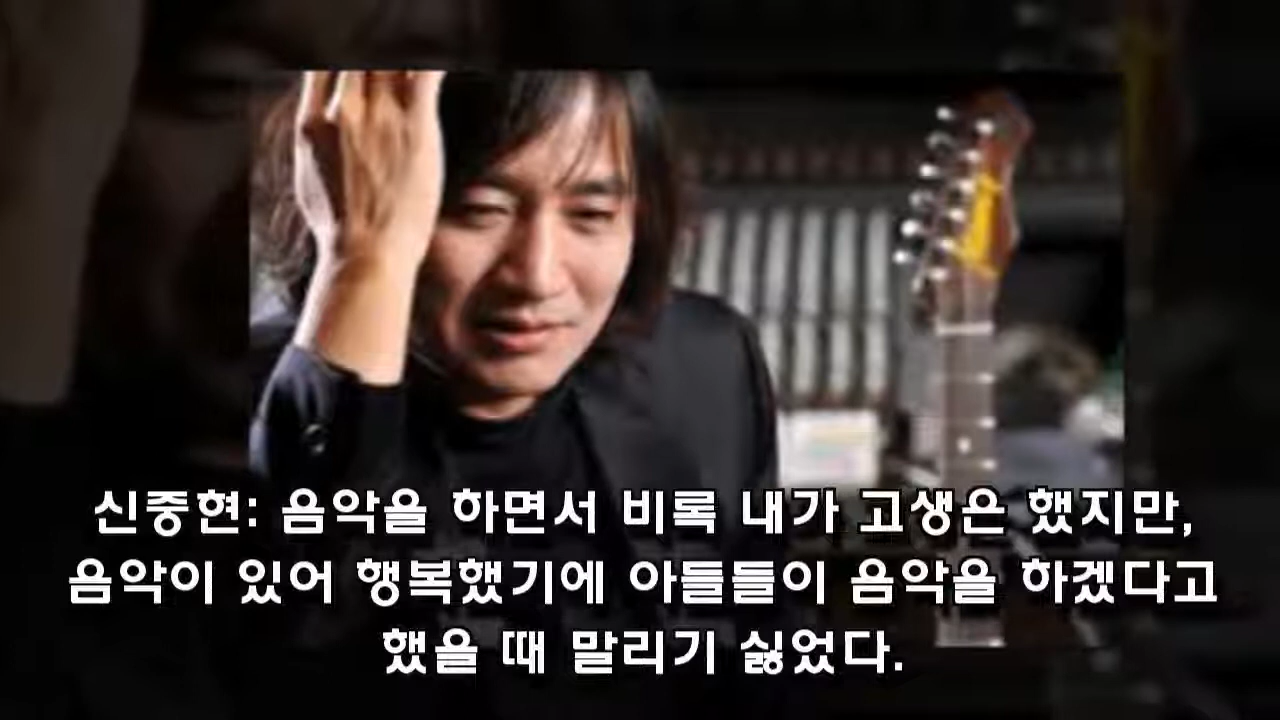 신중현: 음악을 하면서 비록 내가 고생은 했지만,
음악이 있어 행복했기에 아들들이 음악을 하겠다고
했을 때 말리기 싫었다.